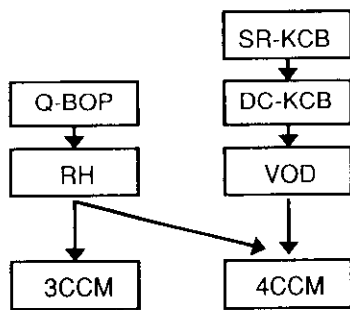 SR-KCB
Q-BOP
DC-KCB
RH
VOD
3CCM
4CCM